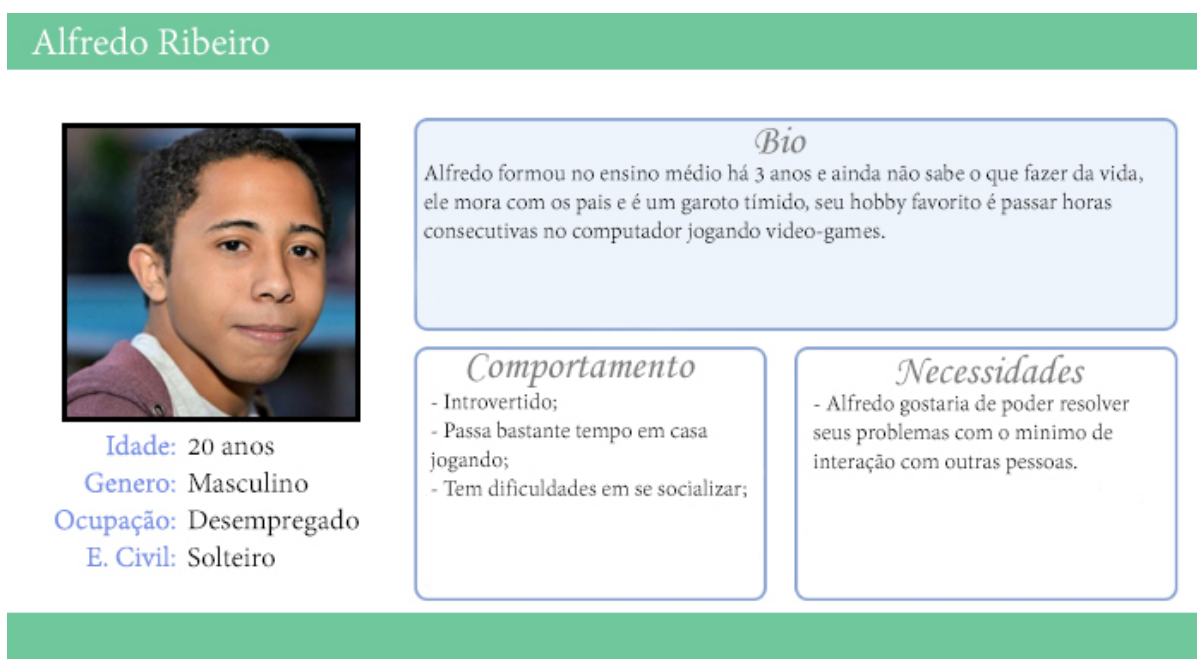 Alfredo Ribeiro
Bio
Alfredo formou no ensino médio há 3 anos e ainda não sabe o que fazer da vida,
ele mora com os pais e é um garoto tímido, seu hobby favorito é passar horas
consecutivas no computador jogando video-games.
Idade: 20 anos
Genero: Masculino
Ocupação: Desempregado
E. Civil: Solteiro
Comportamento
- Introvertido;
- Passa bastante tempo em casa
jogando;
- Tem dificuldades em se socializar;
Necessidades
- Alfredo gostaria de poder resolver
seus problemas com o minimo de
interação com outras pessoas.